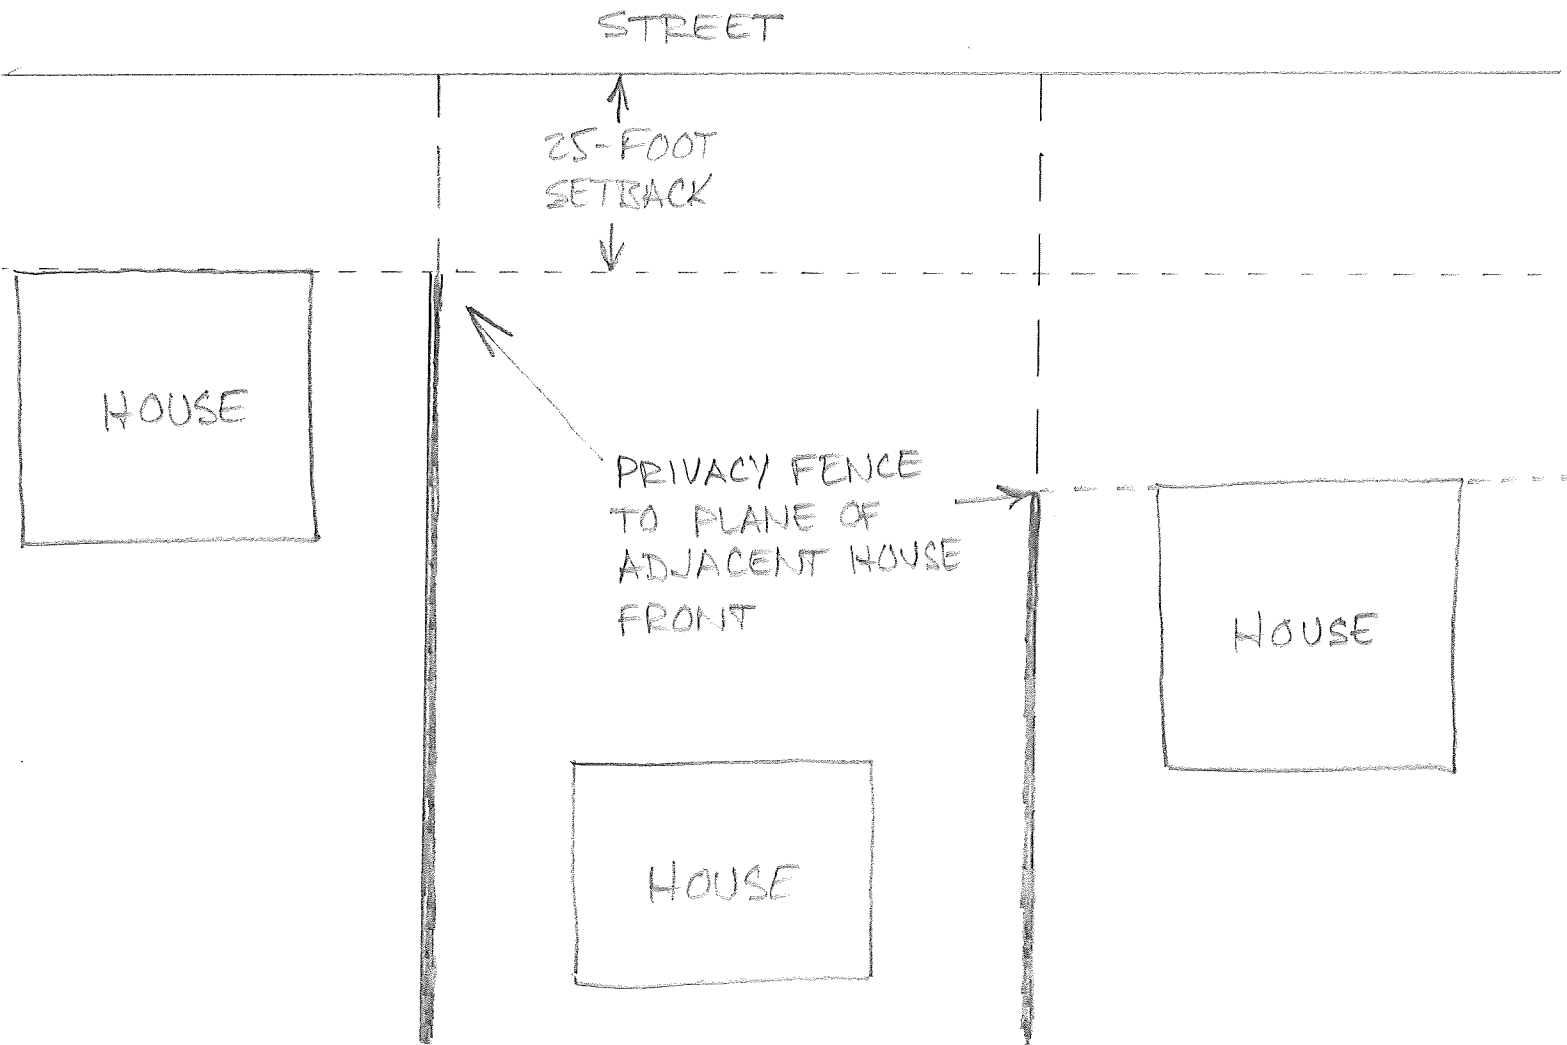 STREET
25-FOOT
SETBACK
HOUSE
PRIVACY FENCE
TO PLANE OF
ADJACENT HOUSE
FRONT
HOUSE
HOUSE